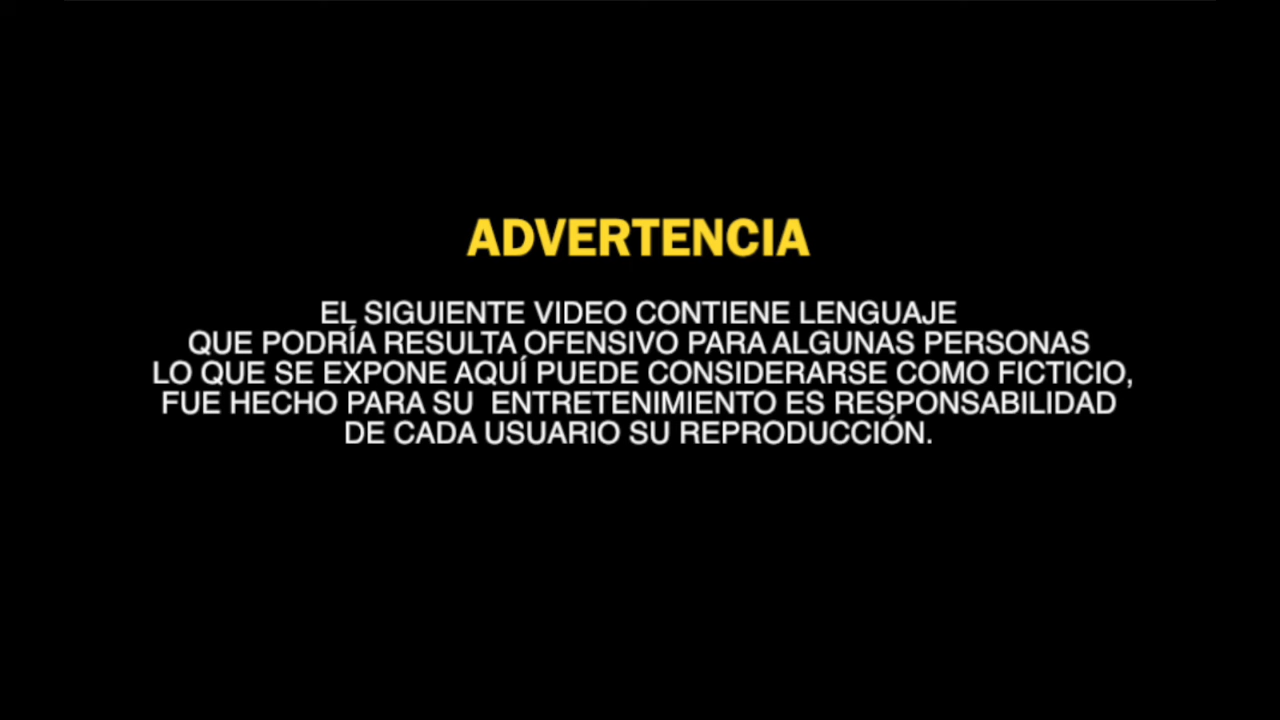 ADVERTENCIA
EL SIGUIENTE VIDEO CONTIENE LENGUAJE
QUE PODRÍA RESULTA OFENSIVO PARA ALGUNAS PERSONAS
LO QUE SE EXPONE AQUÍ PUEDE CONSIDERARSE COMO FICTICIO,
FUE HECHO PARA SU  ENTRETENIMIENTO ES RESPONSABILIDAD
DE CADA USUARIO SU REPRODUCCIÓN.